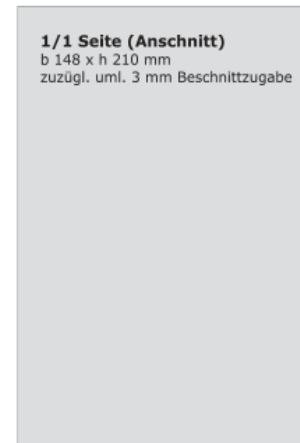 1/1 Seite (Anschnitt)
b 148 x h 210 mm
zuzügl. uml. 3 mm Beschnittzugabe